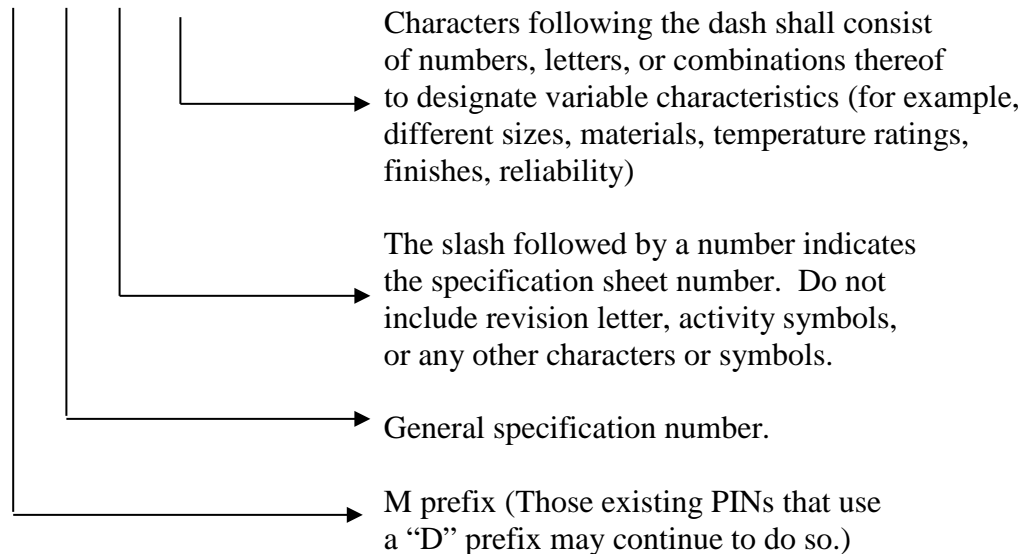 Characters following the dash shall consist
of numbers, letters, or combinations thereof
to designate variable characteristics (for example,
different sizes, materials, temperature ratings,
finishes, reliability)
The slash followed by a number indicates
the specification sheet number.  Do not
include revision letter, activity symbols,
or any other characters or symbols.
General specification number.
M prefix (Those existing PINs that use
a “D” prefix may continue to do so.)